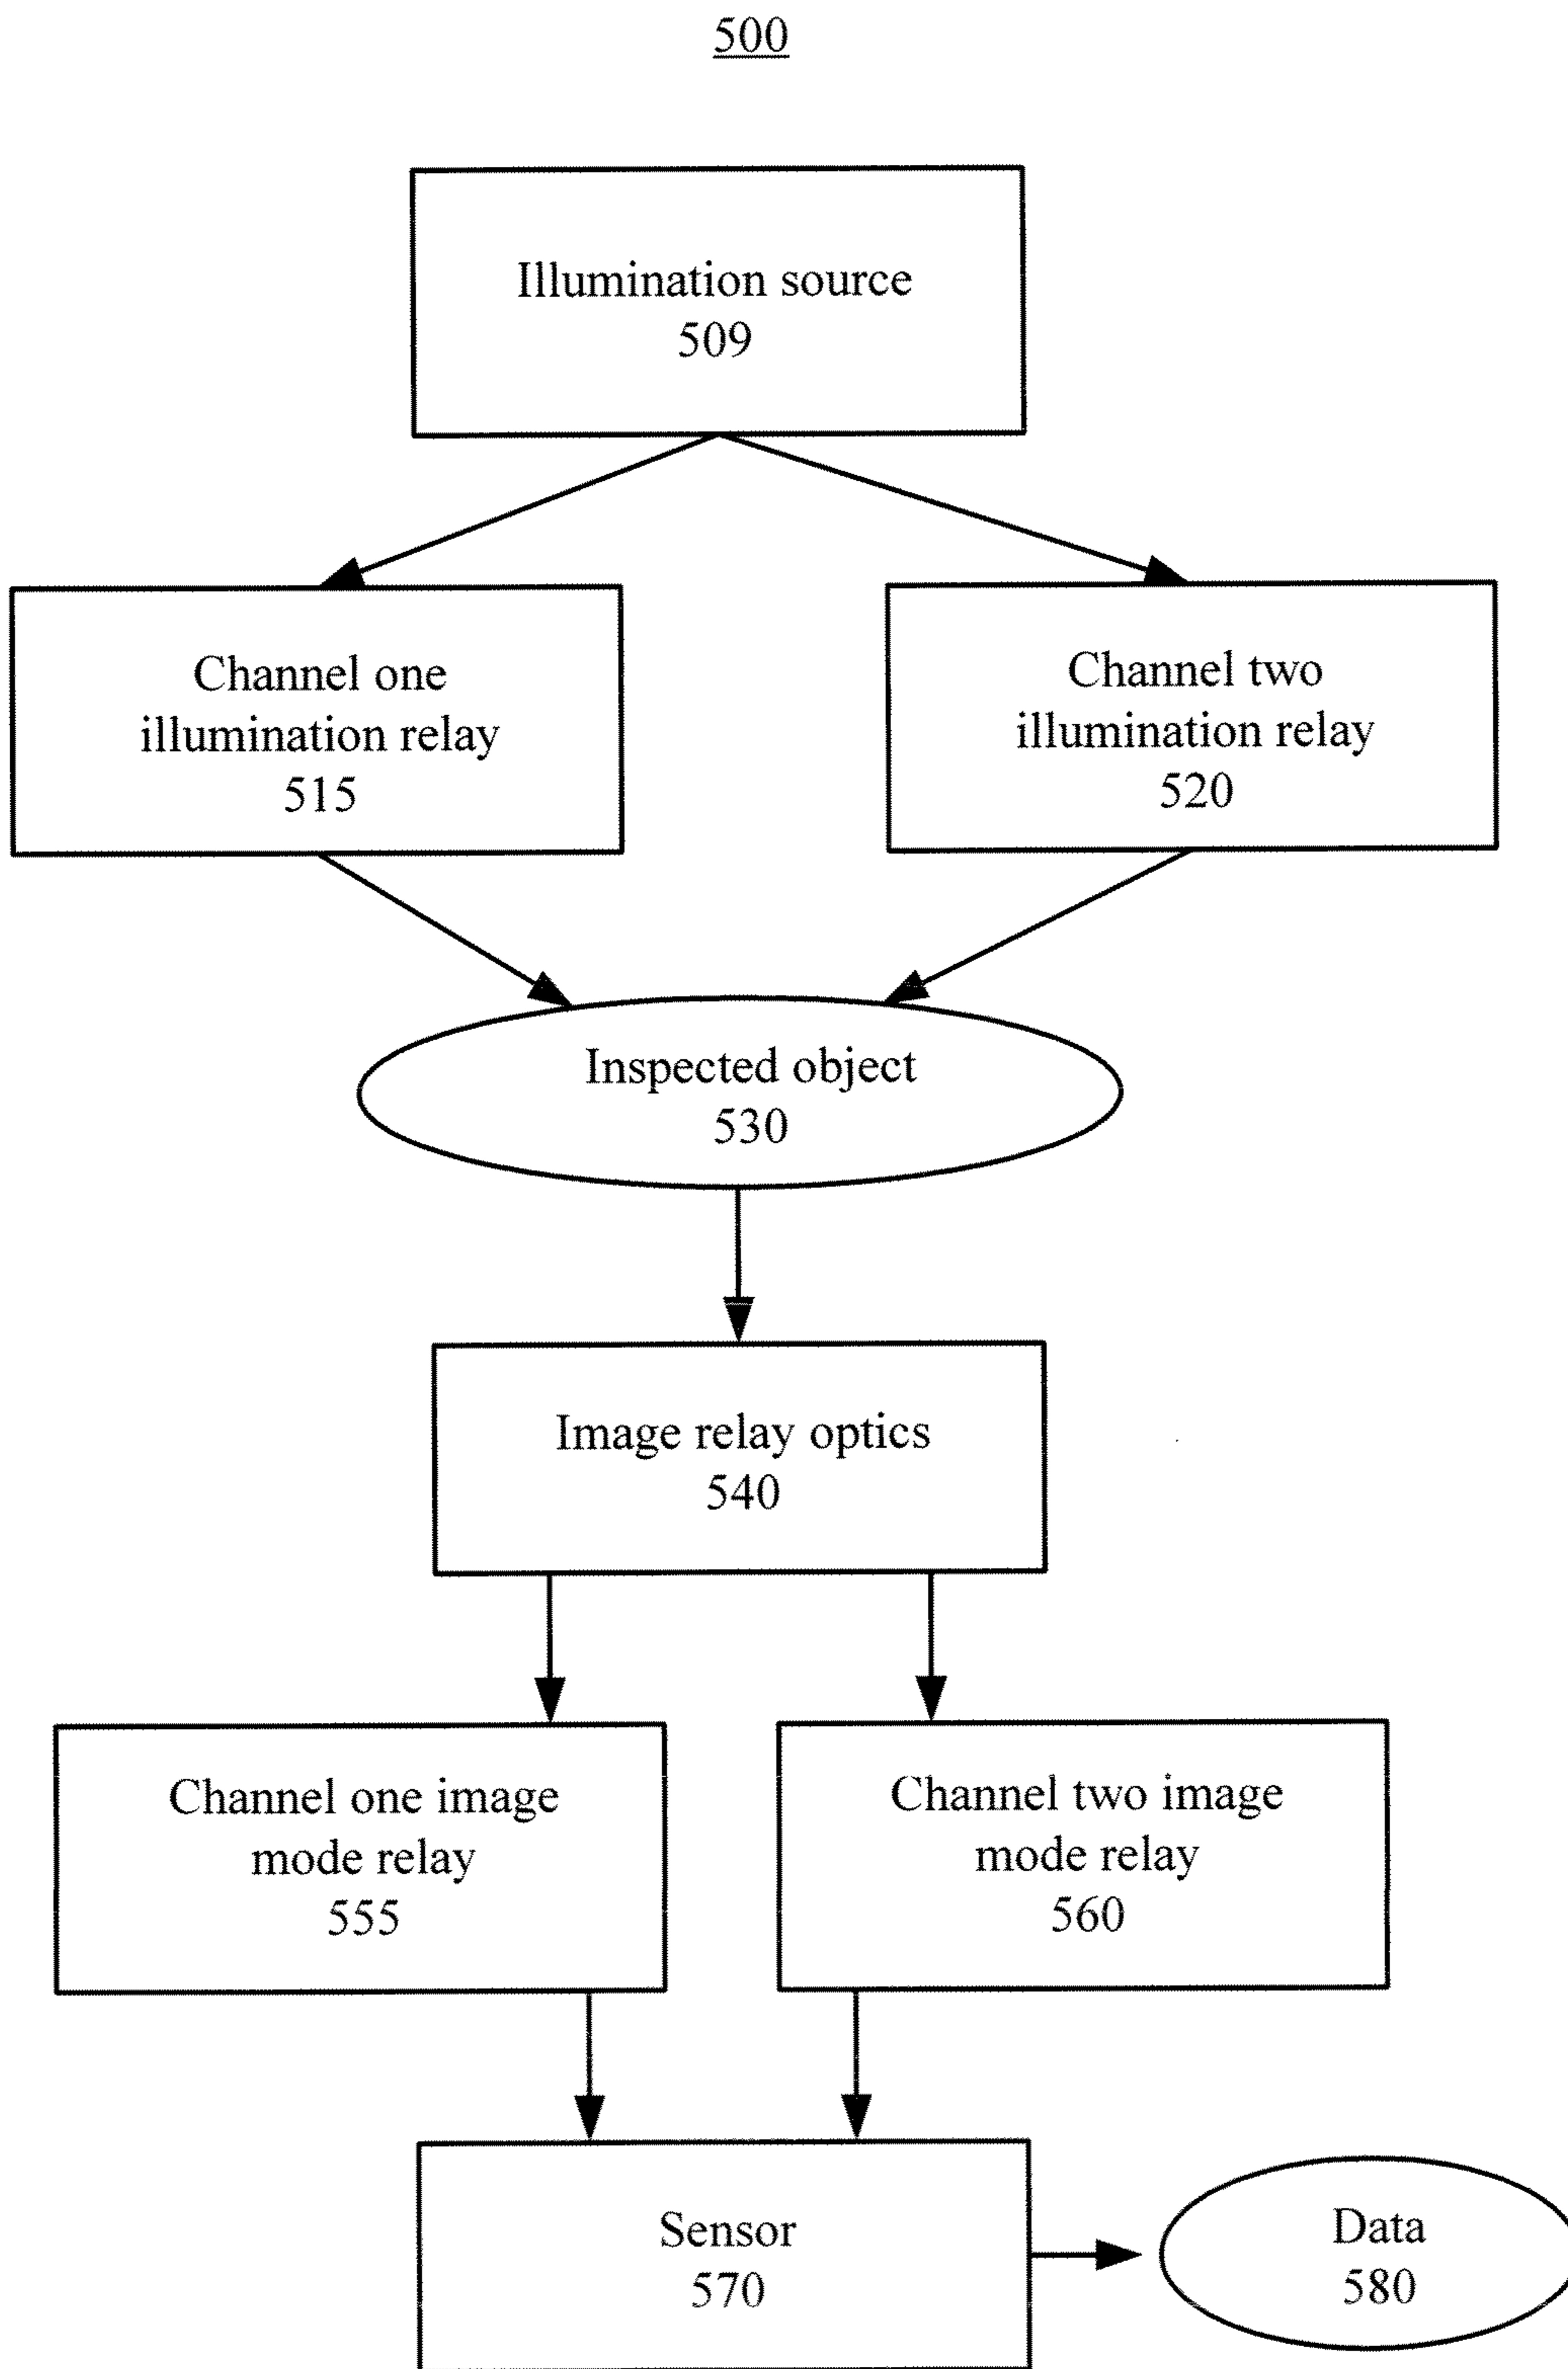 500
Illumination source
509
Channel one
illumination relay
515
Channel two
illumination relay
520
Inspected object
530
Image relay optics
540
Channel one image
mode relay
555
Channel two image
mode relay
560
Sensor
570
Data
580